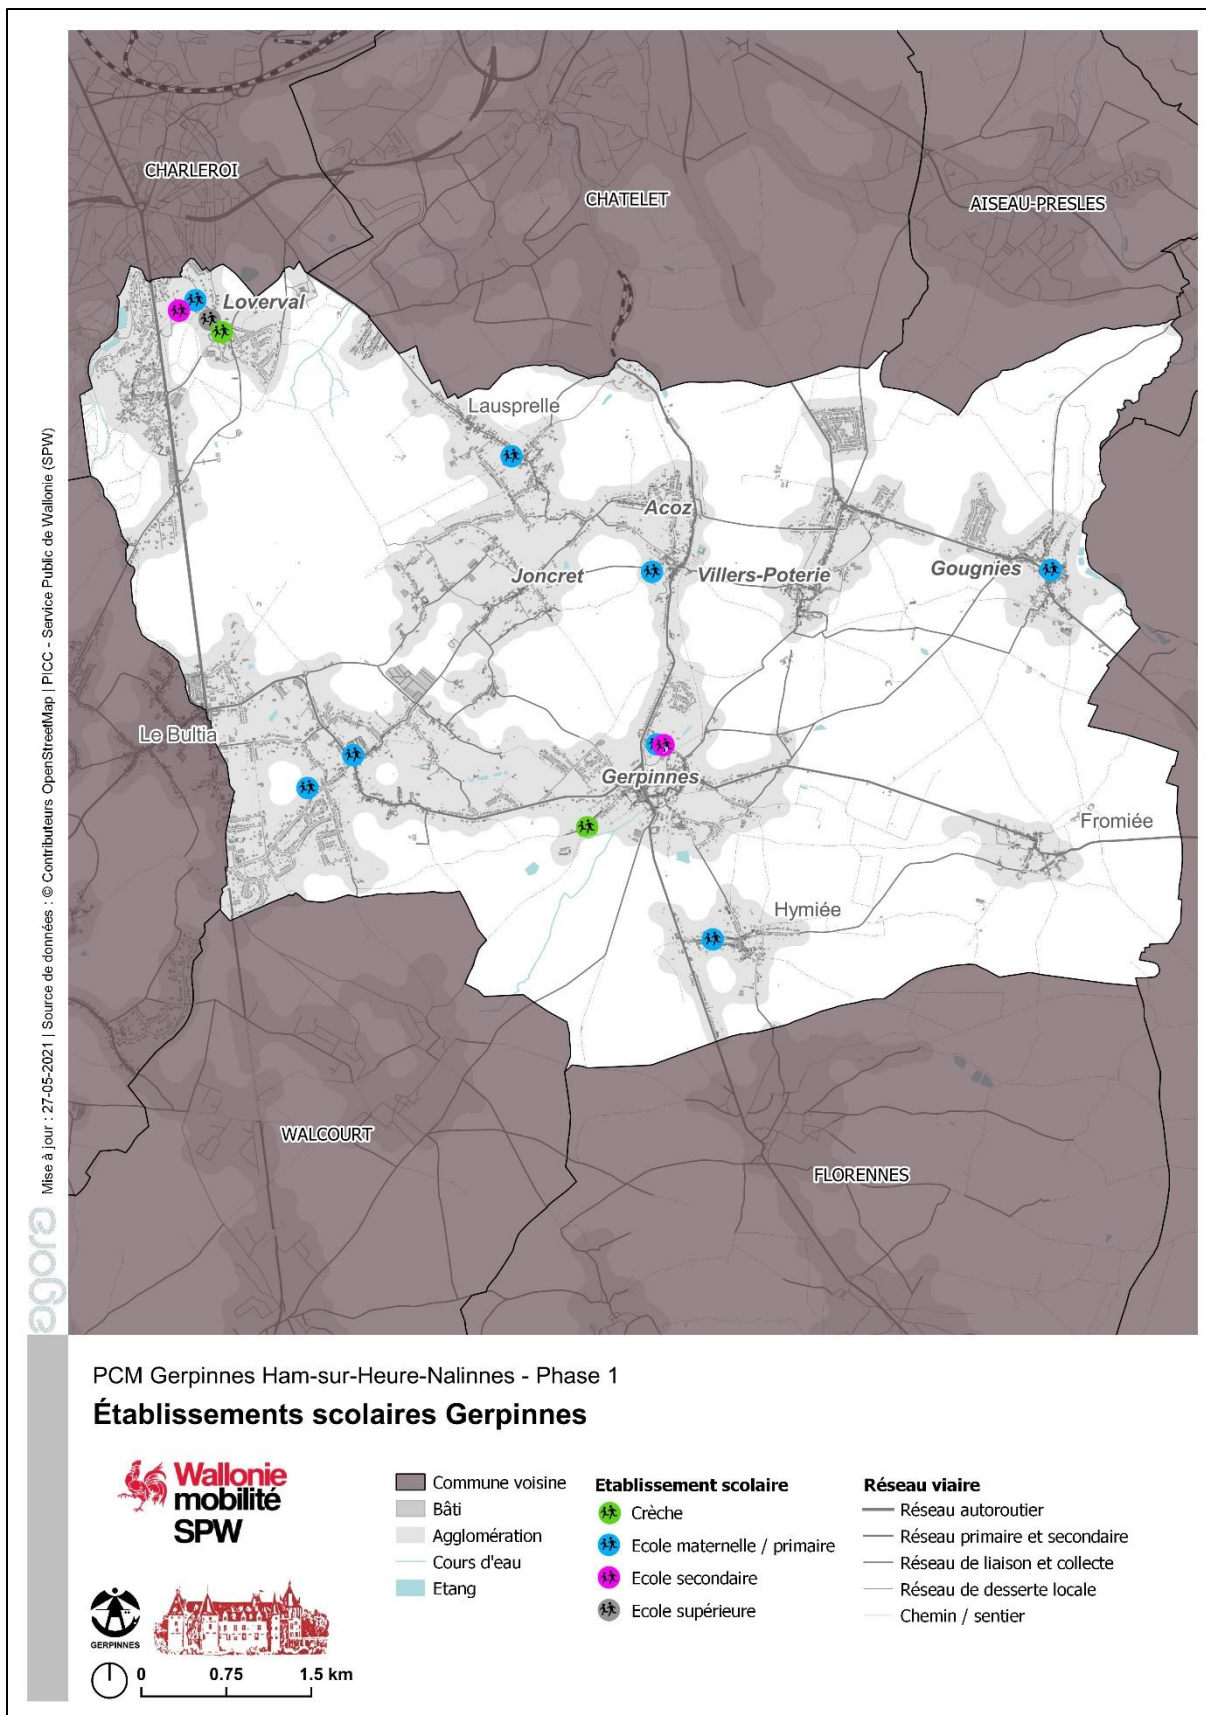 CHARLEROI
CHATELET
AISEAU-PRESLES
Loverval
Lausprelle
Acoz
Joncret
Villers-Poterie
Gougnies
Le Bultia
Gerpinnes
Fromiée
Hymiée
WALCOURT
FLORENNES
Mise à jour : 27-05-2021 | Source de données : © Contributeurs OpenStreetMap | PICC - Service Public de Wallonie (SPW)
agora
PCM Gerpinnes Ham-sur-Heure-Nalinnes - Phase 1
Établissements scolaires Gerpinnes
Wallonie
mobilité
SPW
GERPINNES
0 0.75 1.5 km
Commune voisine
Bâti
Agglomération
Cours d'eau
Etang
Etablissement scolaire
Crèche
Ecole maternelle / primaire
Ecole secondaire
Ecole supérieure
Réseau viaire
Réseau autoroutier
Réseau primaire et secondaire
Réseau de liaison et collecte
Réseau de desserte locale
Chemin / sentier